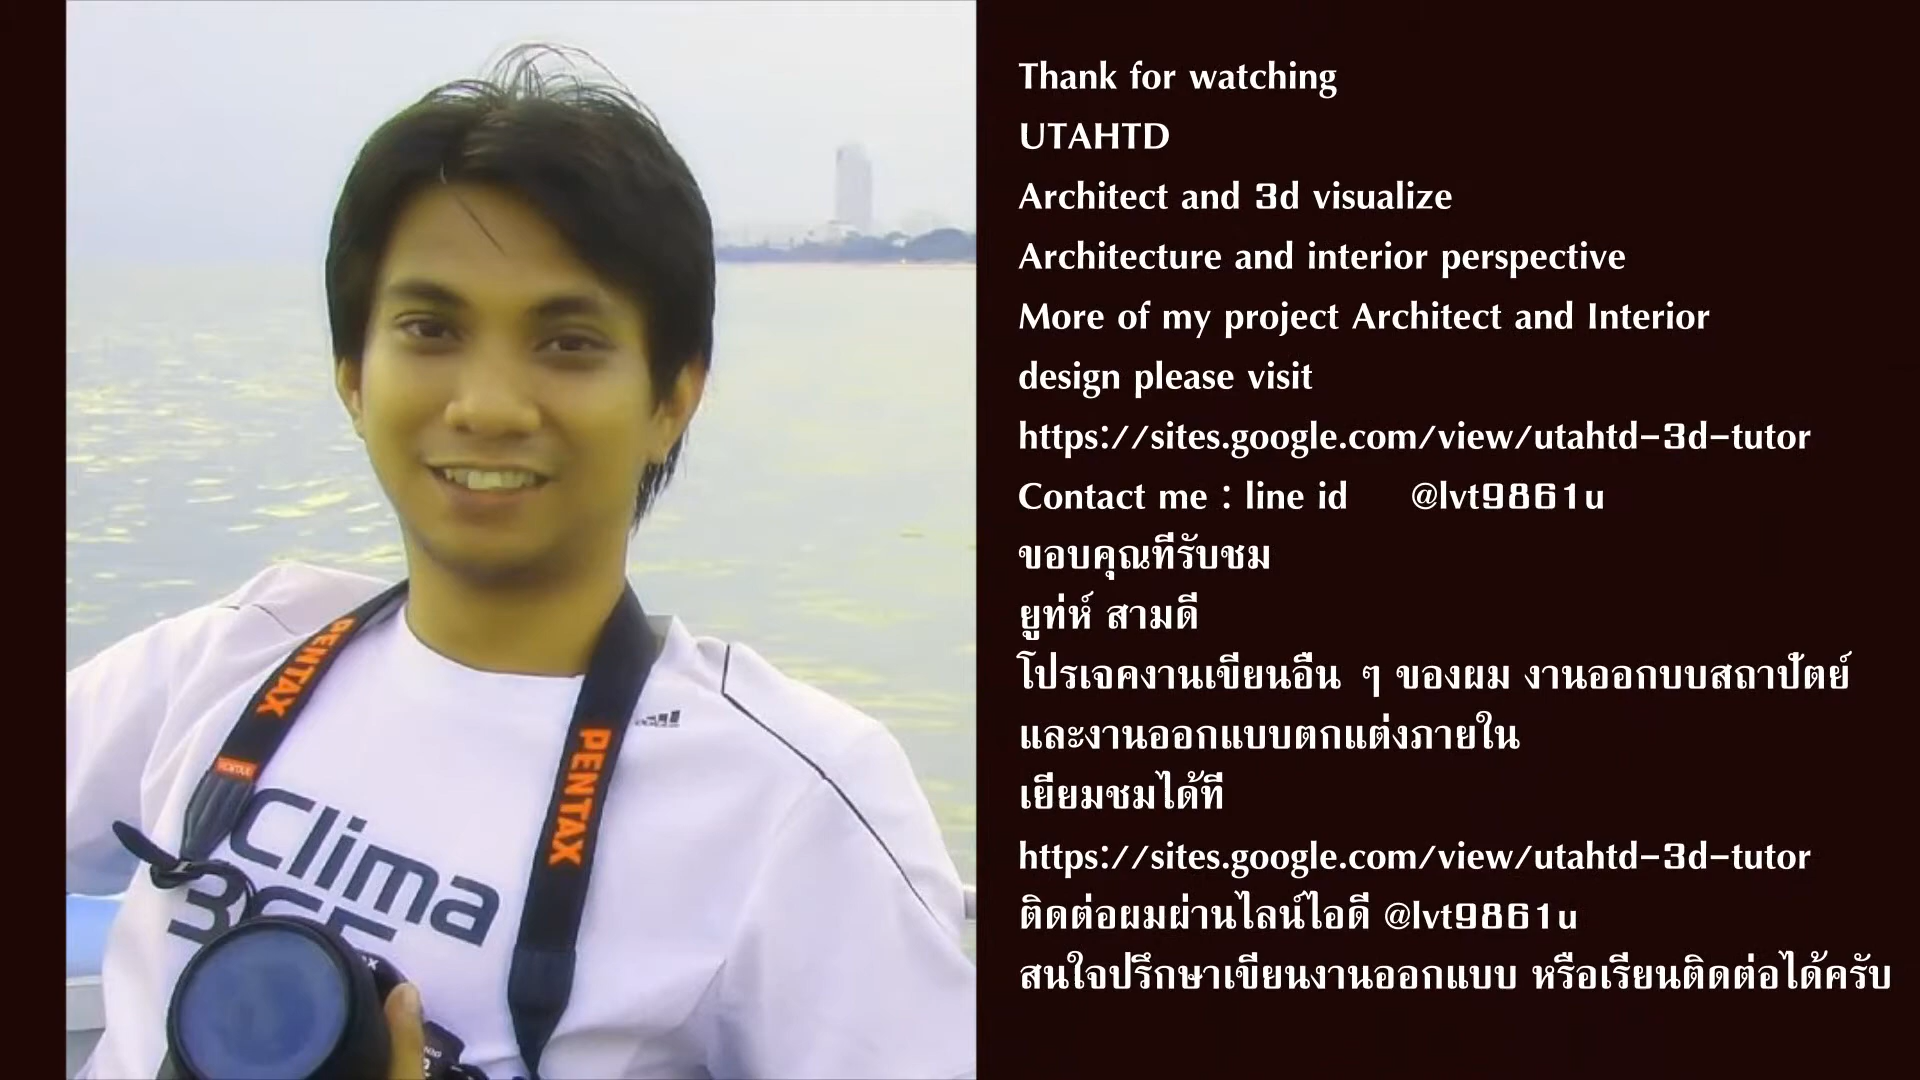 Thank for watching
UTAHTD
Architect and 3d visualize
Architecture and interior perspective
More of my project Architect and Interior
design please visit
https://sites.google.com/view/utahtd-3d-tutor
Contact me : line id @lvt9861u
ขอบคุณที่รับชม
ยูท่ห์ สามดี
โปรเจคงานเขียนอื่น ๆ ของผม งานออกบบสถาปัตย์
และงานออกแบบตกแต่งภายใน
เยี่ยมชมได้ที่
https://sites.google.com/view/utahtd-3d-tutor
ติดต่อผมผ่านไลน์ไอดี @lvt9861u
สนใจปรึกษาเขียนงานออกแบบ หรือเรียนติดต่อได้ครับ
PENTAX
PENTAX
PENTAX
adidas
Clima